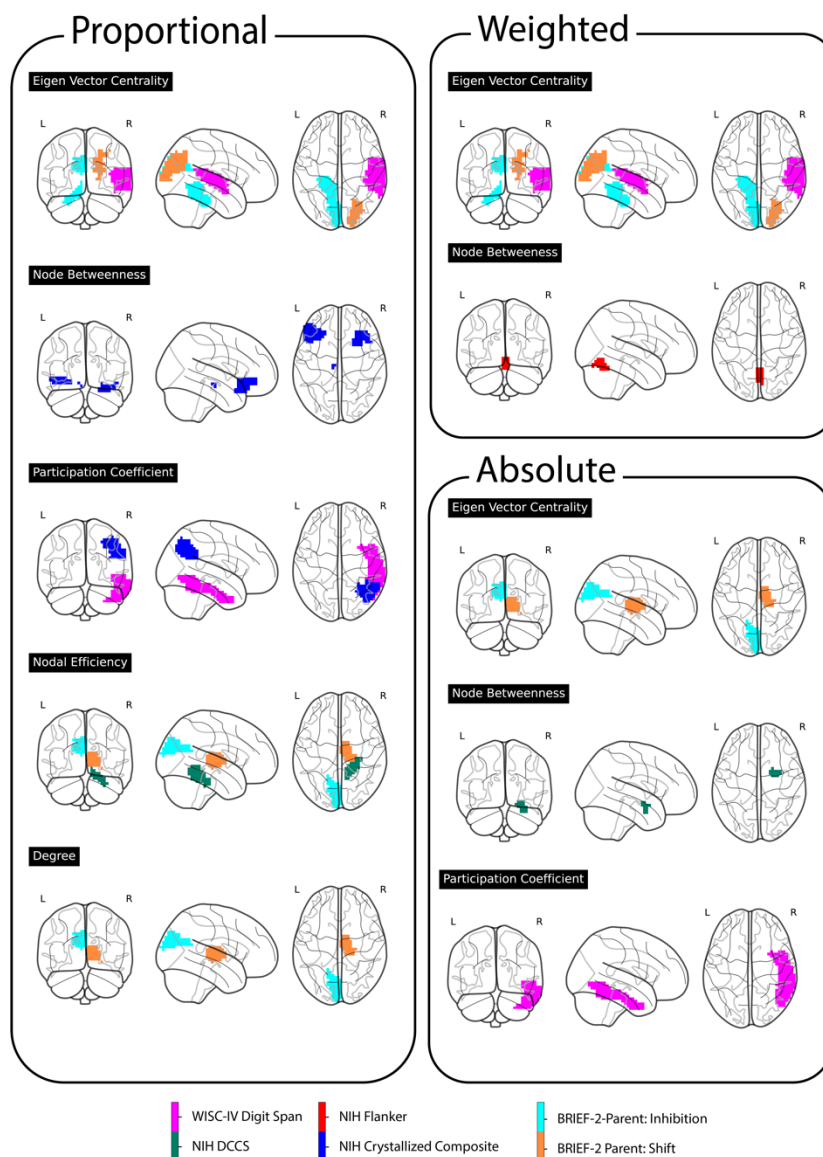 Proportional
Eigen Vector Centrality
L R
Node Betweenness
L R
Participation Coefficient
L R
Nodal Efficiency
L R
Degree
L R
Weighted
Eigen Vector Centrality
L R
Node Betweeness
L R
Absolute
Eigen Vector Centrality
L R
Node Betweenness
L R
Participation Coefficient
L R
WISC-IV Digit Span
NIH DCCS
NIH Flanker
NIH Crystallized Composite
BRIEF-2-Parent: Inhibition
BRIEF-2 Parent: Shift